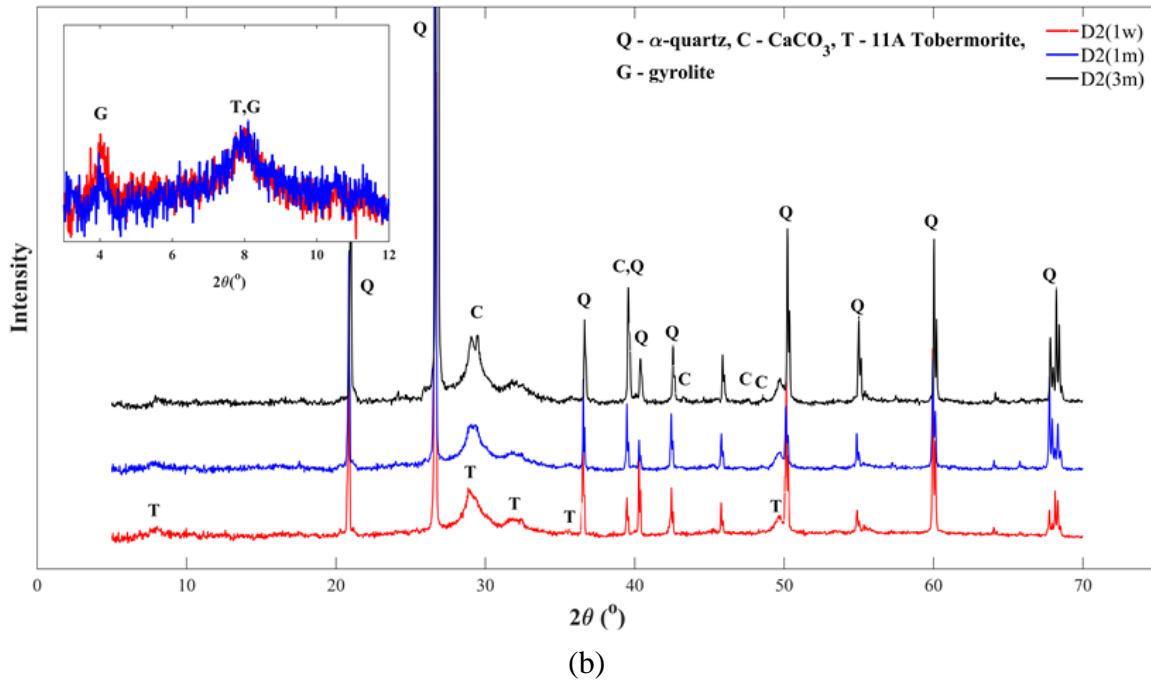 Q - α-quartz, C - CaCO3, T - 11A Tobermorite,
G - gyrolite
D2(1w)
D2(1m)
D2(3m)
G
T,G
4
6
8
10
12
2θ(o)
Q
Q
C
Q
C,Q
Q
Q
C
C
C
Q
Q
Q
Q
T
T
T
T
T
Intensity
0
10
20
30
40
50
60
70
2θ (o)
(b)